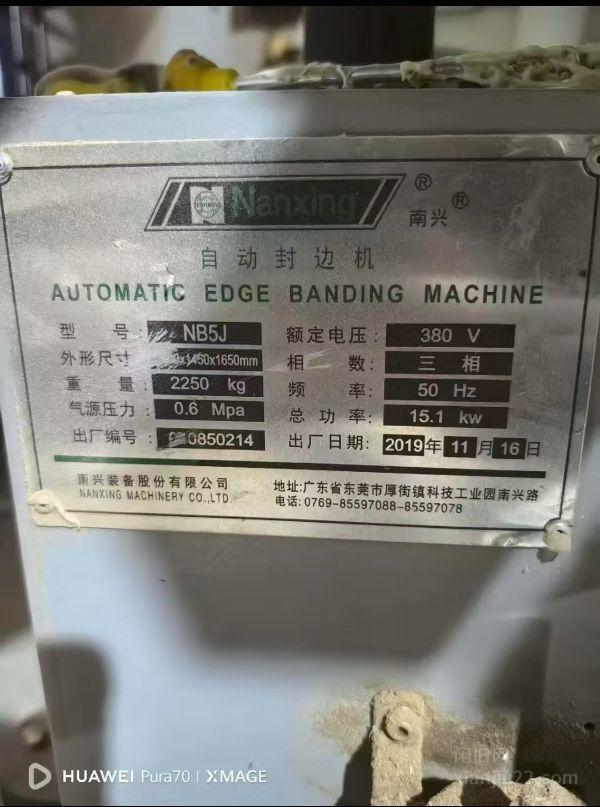 Nanxing ® 南兴 ®
自动封边机
AUTOMATIC EDGE BANDING MACHINE
型 号: NB5J 额定电压: 380 V
外形尺寸 x1450x1650mm 相 数: 三 相
重 量: 2250 kg 频 率: 50 Hz
气源压力: 0.6 Mpa 总 功 率: 15.1 kw
出厂编号: 0850214 出厂日期: 2019年 11月 16日
南兴装备股份有限公司 地址:广东省东莞市厚街镇科技工业园南兴路
NANXING MACHINERY CO.,LTD. 电话:0769-85597088-85597078
HUAWEI Pura70 | XMAGE